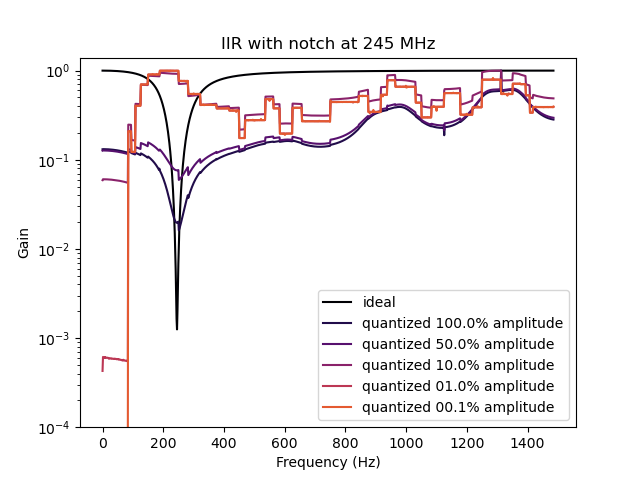 IIR with notch at 245 MHz
10⁰
10⁻¹
10⁻²
10⁻³
10⁻⁴
Gain
ideal
quantized 100.0% amplitude
quantized 50.0% amplitude
quantized 10.0% amplitude
quantized 01.0% amplitude
quantized 00.1% amplitude
0 200 400 600 800 1000 1200 1400
Frequency (Hz)